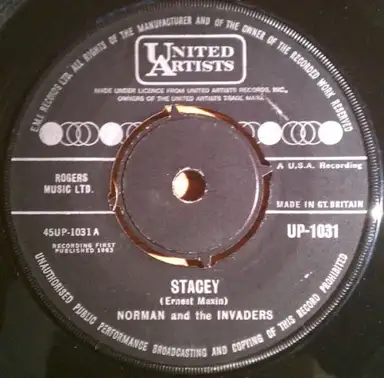 E.M.I. RECORDS LTD. ALL RIGHTS OF THE MANUFACTURER AND OF THE OWNER OF THE RECORDED WORK RESERVED
UNITED
ARTISTS
MADE UNDER LICENCE FROM UNITED ARTISTS RECORDS, INC.,
OWNERS OF THE UNITED ARTISTS TRADE MARK
A U.S.A. Recording
ROGERS
MUSIC LTD.
MADE IN GT. BRITAIN
45UP-1031 A
UP-1031
RECORDING FIRST
PUBLISHED 1963
STACEY
(Ernest Maxin)
NORMAN and the INVADERS
UNAUTHORISED PUBLIC PERFORMANCE BROADCASTING AND COPYING OF THIS RECORD PROHIBITED